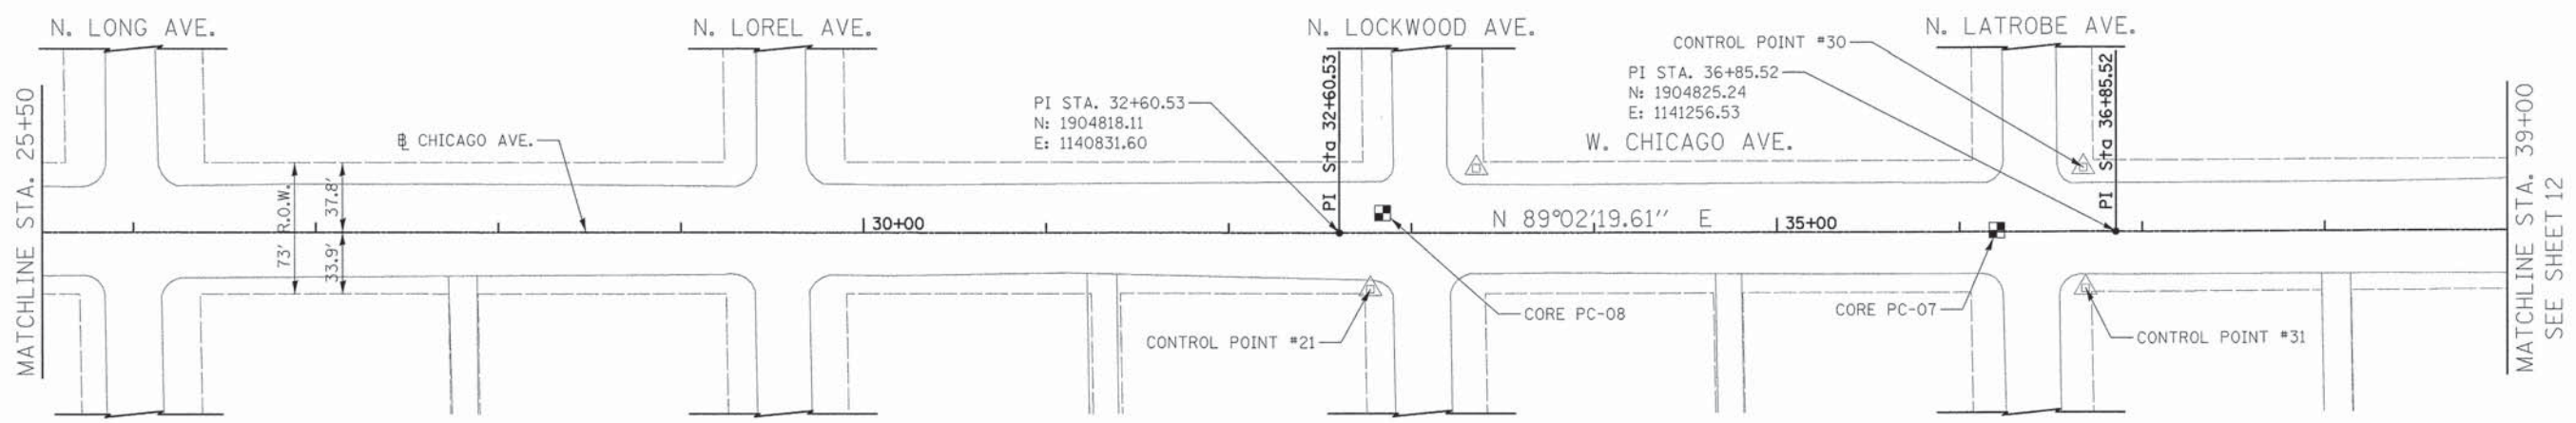 N. LONG AVE.
N. LOREL AVE.
N. LOCKWOOD AVE.
N. LATROBE AVE.
MATCHLINE STA. 25+50
℄ CHICAGO AVE.
73' R.O.W.
37.8'
33.9'
30+00
PI STA. 32+60.53
N: 1904818.11
E: 1140831.60
PI Sta 32+60.53
CONTROL POINT #30
PI STA. 36+85.52
N: 1904825.24
E: 1141256.53
W. CHICAGO AVE.
PI Sta 36+85.52
N 89°02'19.61" E
35+00
CORE PC-08
CORE PC-07
CONTROL POINT #21
CONTROL POINT #31
MATCHLINE STA. 39+00
SEE SHEET 12